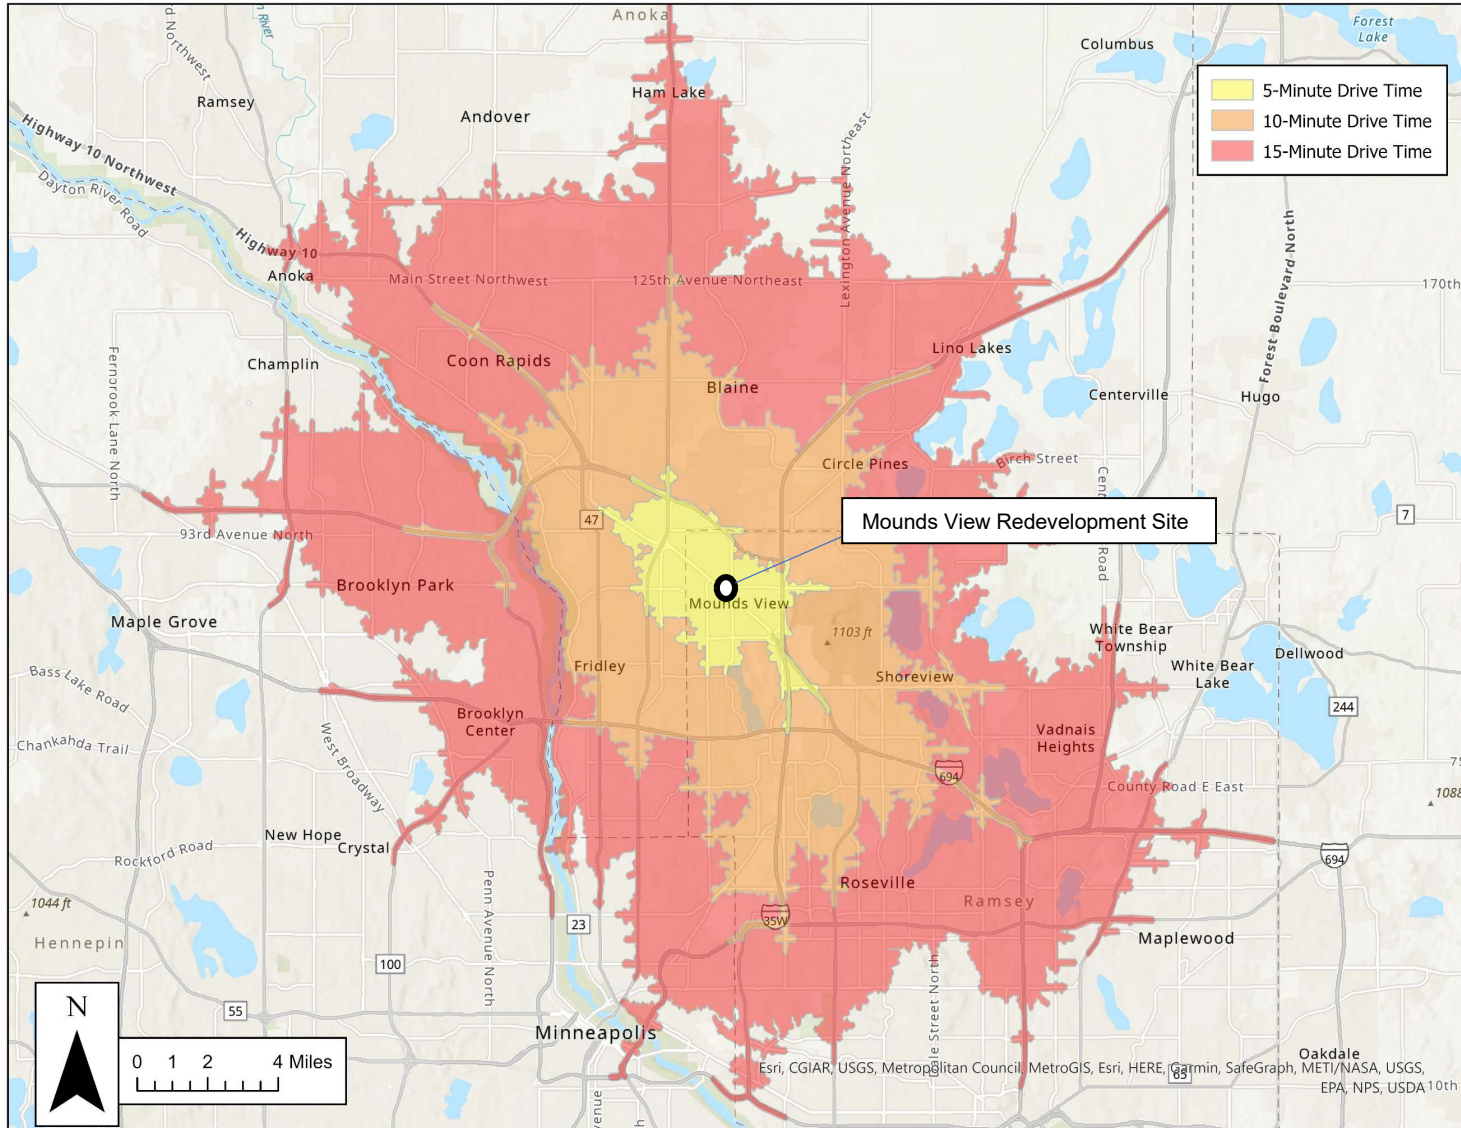 Anoka
Columbus
Forest
Lake
Ham Lake
Ramsey
Andover
5-Minute Drive Time
10-Minute Drive Time
15-Minute Drive Time
Highway 10 Northwest
Dayton River Road
Highway 10
Lexington Avenue Northeast
Anoka
Main Street Northwest
125th Avenue Northeast
170th
Forest Boulevard North
Fernbrook Lane North
Champlin
Coon Rapids
Lino Lakes
Blaine
Centerville
Hugo
Circle Pines
Birch Street
47
Mounds View Redevelopment Site
7
93rd Avenue North
Road
Brooklyn Park
Mounds View
Maple Grove
1103 ft
White Bear
Township
Dellwood
Fridley
Shoreview
White Bear
Lake
Bass Lake Road
244
Brooklyn
Center
Vadnais
Heights
Chankahda Trail
West Broadway
694
County Road E East
1088
New Hope
Crystal
Rockford Road
694
Roseville
Penn Avenue North
Ramsey
1044 ft
35W
23
Hennepin
Maplewood
100
55
N
Minneapolis
0 1 2 4 Miles
Oakdale
Esri, CGIAR, USGS, Metropolitan Council, MetroGIS, Esri, HERE, Garmin, SafeGraph, METI/NASA, USGS,
EPA, NPS, USDA
65
10th